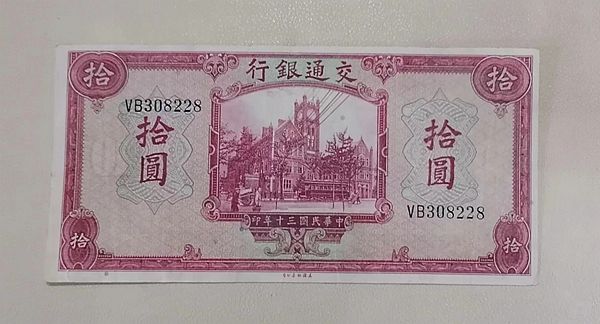 行銀通交
拾
拾
VB308228
拾圓
拾圓
VB308228
印年十三國民華中
拾
拾